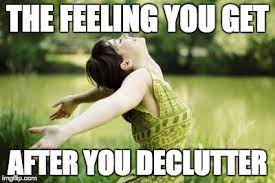 THE FEELING YOU GET
AFTER YOU DECLUTTER
imgflip.com